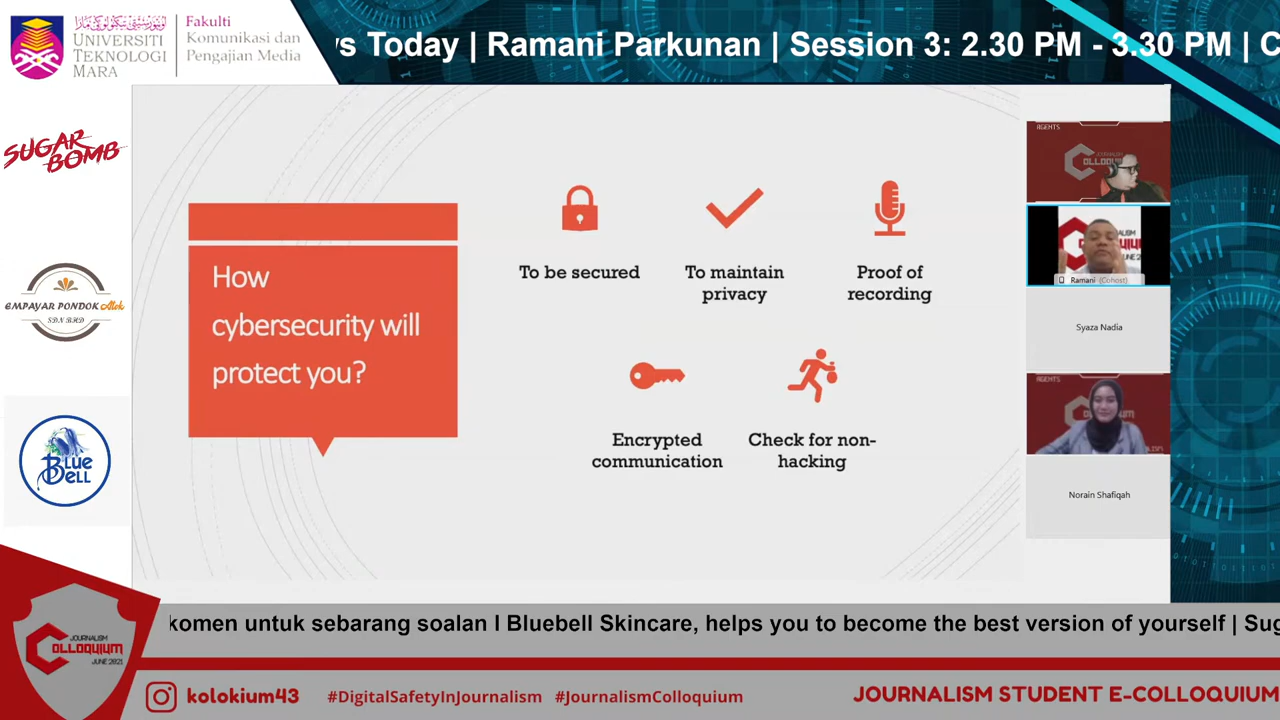 UNIVERSITI
TEKNOLOGI
MARA
Fakulti
Komunikasi dan
Pengajian Media
s Today | Ramani Parkunan | Session 3: 2.30 PM - 3.30 PM | C
SUGAR
BOMB
EMPAYAR PONDOK Atok
SDN BHD
BLUE
BELL
How
cybersecurity will
protect you?
To be secured
To maintain
privacy
Proof of
recording
Encrypted
communication
Check for non-
hacking
AGENTS
COLLOQUIUM
Ramani (Cohost)
Syaza Nadia
AGENTS
Norain Shafiqah
komen untuk sebarang soalan I Bluebell Skincare, helps you to become the best version of yourself | Sug
JOURNALISM
COLLOQUIUM
JUNE 2021
kolokium43
#DigitalSafetyInJournalism #JournalismColloquium
JOURNALISM STUDENT E-COLLOQUIUM